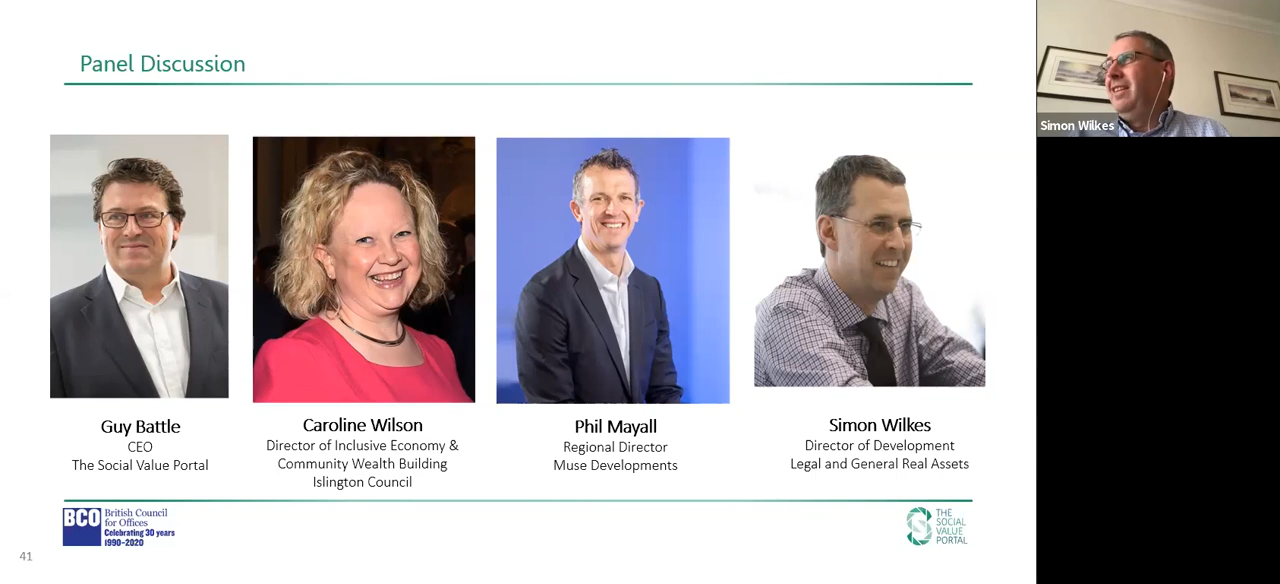 Panel Discussion
Simon Wilkes
Guy Battle
CEO
The Social Value Portal
Caroline Wilson
Director of Inclusive Economy &
Community Wealth Building
Islington Council
Phil Mayall
Regional Director
Muse Developments
Simon Wilkes
Director of Development
Legal and General Real Assets
BCO
British Council
for Offices
Celebrating 30 years
1990-2020
THE
SOCIAL
VALUE
PORTAL
41